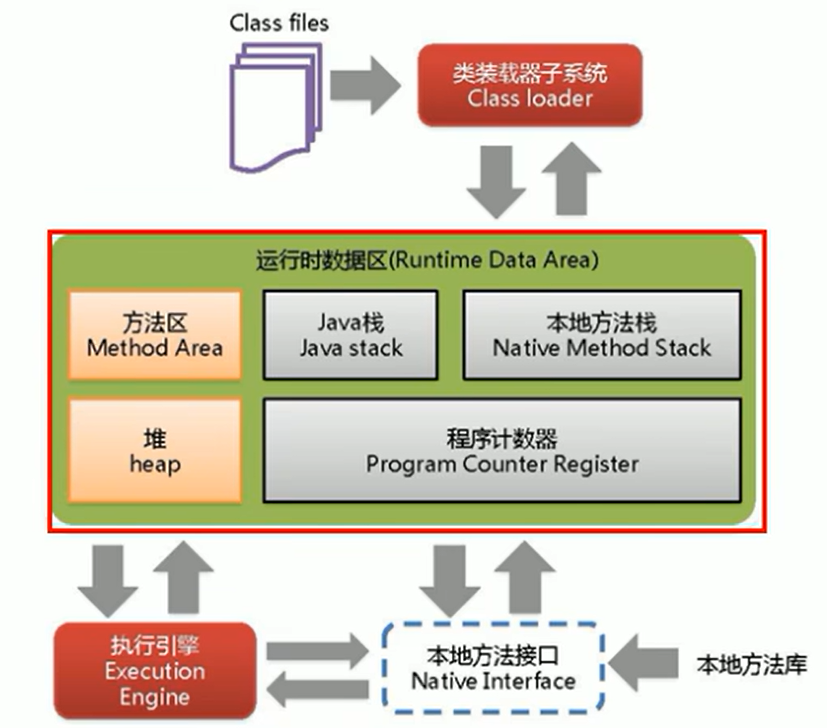 Class files
类装载器子系统
Class loader
运行时数据区(Runtime Data Area)
方法区
Method Area
Java栈
Java stack
本地方法栈
Native Method Stack
堆
heap
程序计数器
Program Counter Register
执行引擎
Execution
Engine
本地方法接口
Native Interface
本地方法库